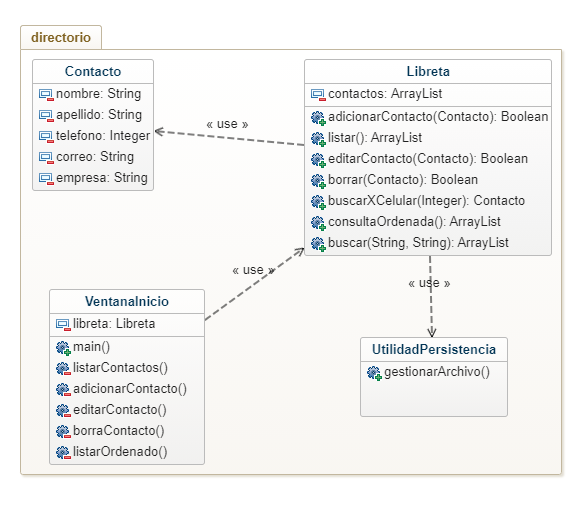 directorio
Contacto
nombre: String
apellido: String
telefono: Integer
correo: String
empresa: String
« use »
Libreta
contactos: ArrayList
adicionarContacto(Contacto): Boolean
listar(): ArrayList
editarContacto(Contacto): Boolean
borrar(Contacto): Boolean
buscarXCelular(Integer): Contacto
consultaOrdenada(): ArrayList
buscar(String, String): ArrayList
« use »
« use »
VentanaInicio
libreta: Libreta
main()
listarContactos()
adicionarContacto()
editarContacto()
borraContacto()
listarOrdenado()
UtilidadPersistencia
gestionarArchivo()